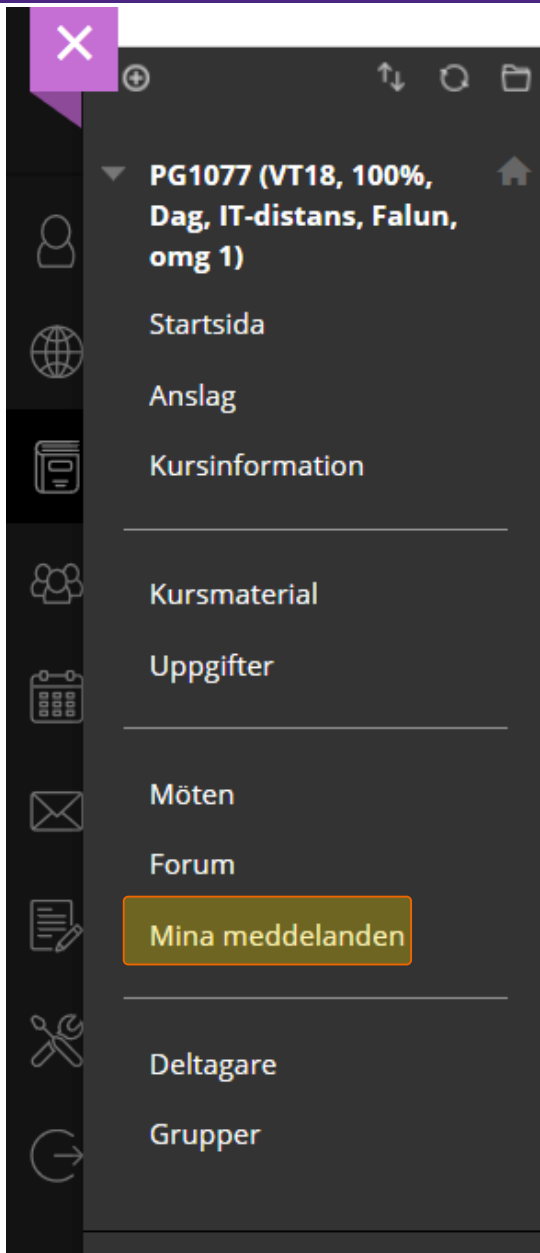 PG1077 (VT18, 100%,
Dag, IT-distans, Falun,
omg 1)
Startsida
Anslag
Kursinformation
Kursmaterial
Uppgifter
Möten
Forum
Mina meddelanden
Deltagare
Grupper